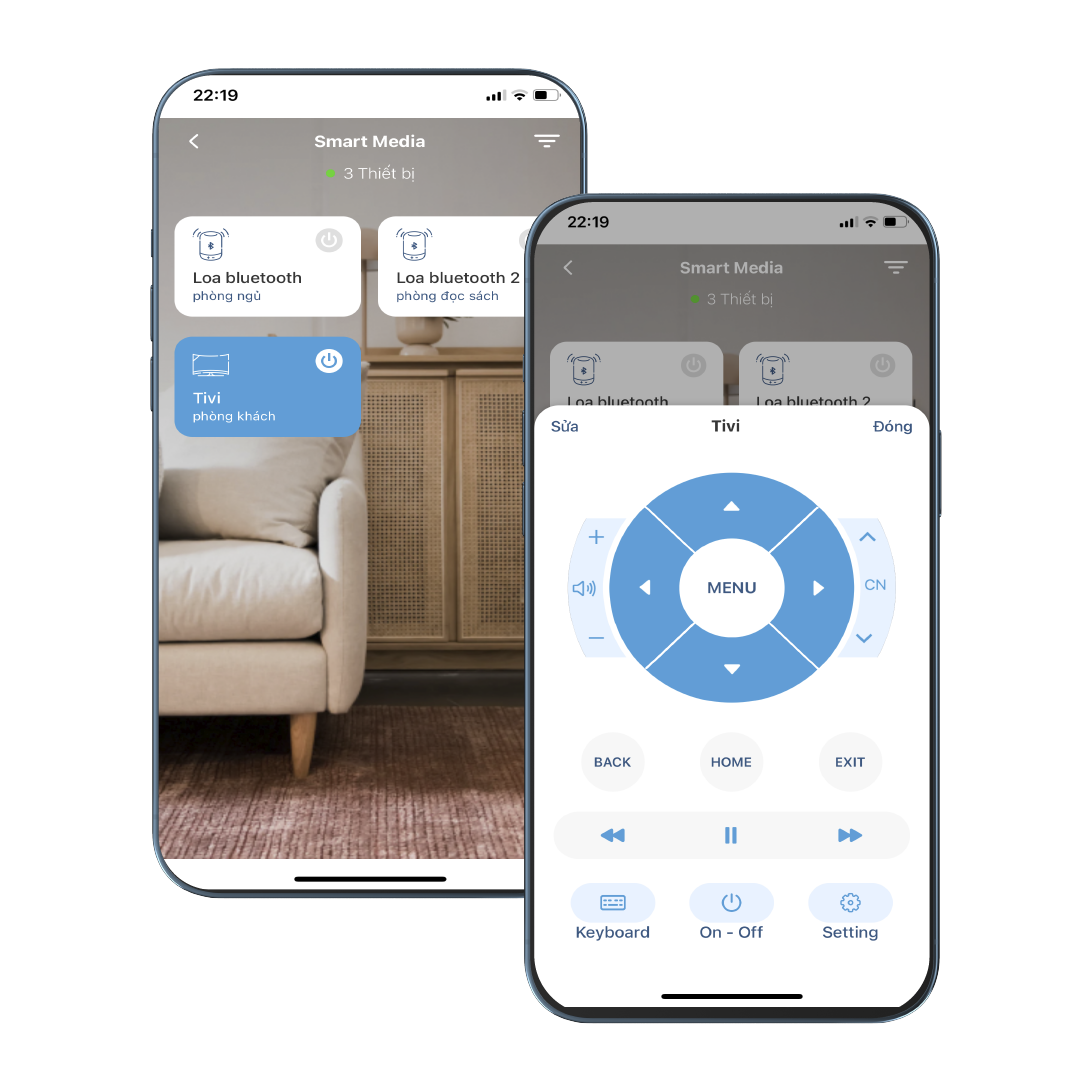 22:19
Smart Media
3 Thiết bị
Loa bluetooth
phòng ngủ
Loa bluetooth 2
phòng đọc sách
Tivi
phòng khách
22:19
Smart Media
3 Thiết bị
Loa bluetooth
Loa bluetooth 2
Sửa
Tivi
Đóng
MENU
CN
BACK
HOME
EXIT
Keyboard
On - Off
Setting